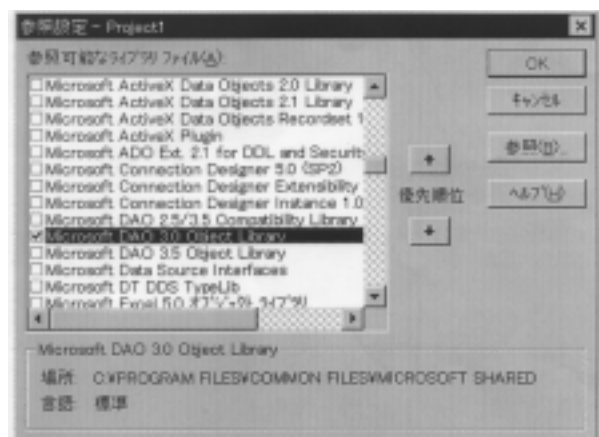 参照設定 - Project1
参照可能なライブラリ ファイル(A):
Microsoft ActiveX Data Objects 2.0 Library
Microsoft ActiveX Data Objects 2.1 Library
Microsoft ActiveX Data Objects Recordset 1
Microsoft ActiveX Plugin
Microsoft ADO Ext. 2.1 for DDL and Securit
Microsoft Connection Designer 5.0 (SP2)
Microsoft Connection Designer Extensibility
Microsoft Connection Designer Instance 1.0
Microsoft DAO 2.5/3.5 Compatibility Library
Microsoft DAO 3.0 Object Library
Microsoft DAO 3.5 Object Library
Microsoft Data Source Interfaces
Microsoft DT DDS TypeLib
Microsoft Excel 5.0 オブジェクト ライブラリ
OK
キャンセル
参照(B)...
優先順位
ヘルプ(H)
Microsoft DAO 3.0 Object Library
場所: C:¥PROGRAM FILES¥COMMON FILES¥MICROSOFT SHARED
言語: 標準